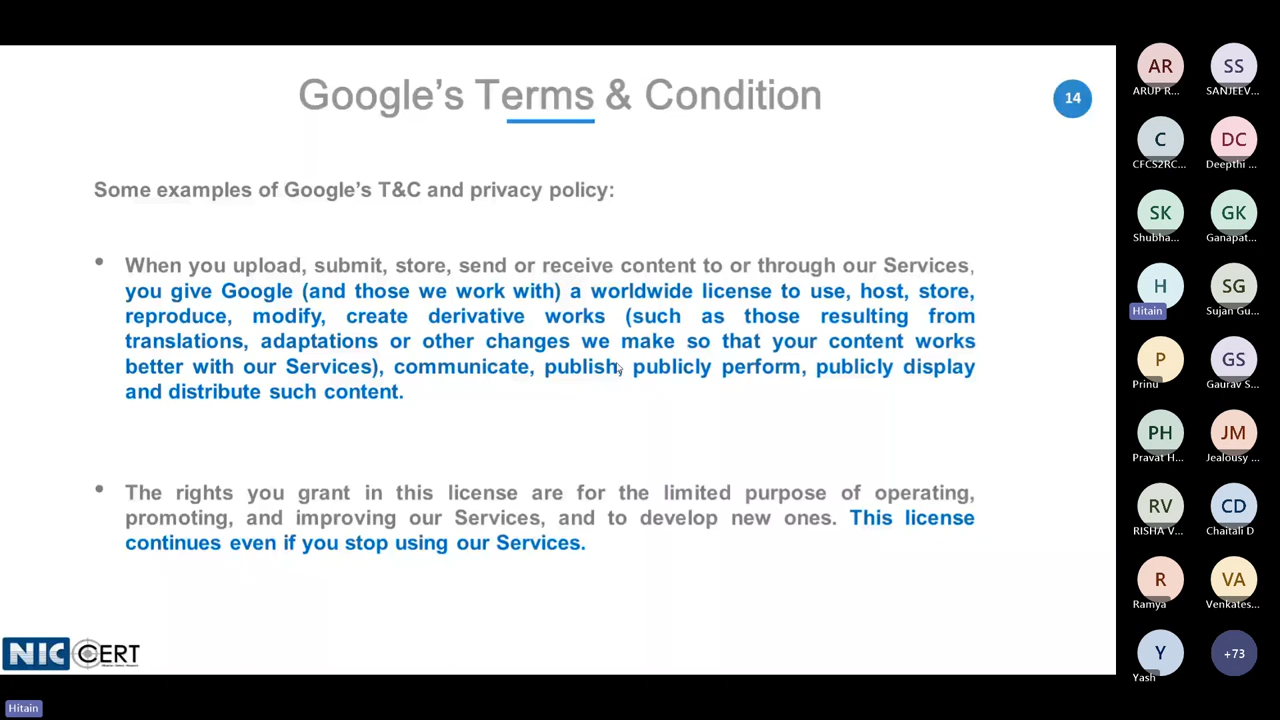 Google's Terms & Condition
14
Some examples of Google's T&C and privacy policy:
• When you upload, submit, store, send or receive content to or through our Services,
you give Google (and those we work with) a worldwide license to use, host, store,
reproduce, modify, create derivative works (such as those resulting from
translations, adaptations or other changes we make so that your content works
better with our Services), communicate, publish, publicly perform, publicly display
and distribute such content.
• The rights you grant in this license are for the limited purpose of operating,
promoting, and improving our Services, and to develop new ones. This license
continues even if you stop using our Services.
NIC CERT
Hitain
AR SS
ARUP R... SANJEEV...
C DC
CFCS2RC... Deepthi ...
SK GK
Shubha... Ganapat...
H SG
Hitain Sujan Gu...
P GS
Prinu Gaurav S...
PH JM
Pravat H... Jealousy ...
RV CD
RISHA V... Chaitali D
R VA
Ramya Venkates...
Y +73
Yash